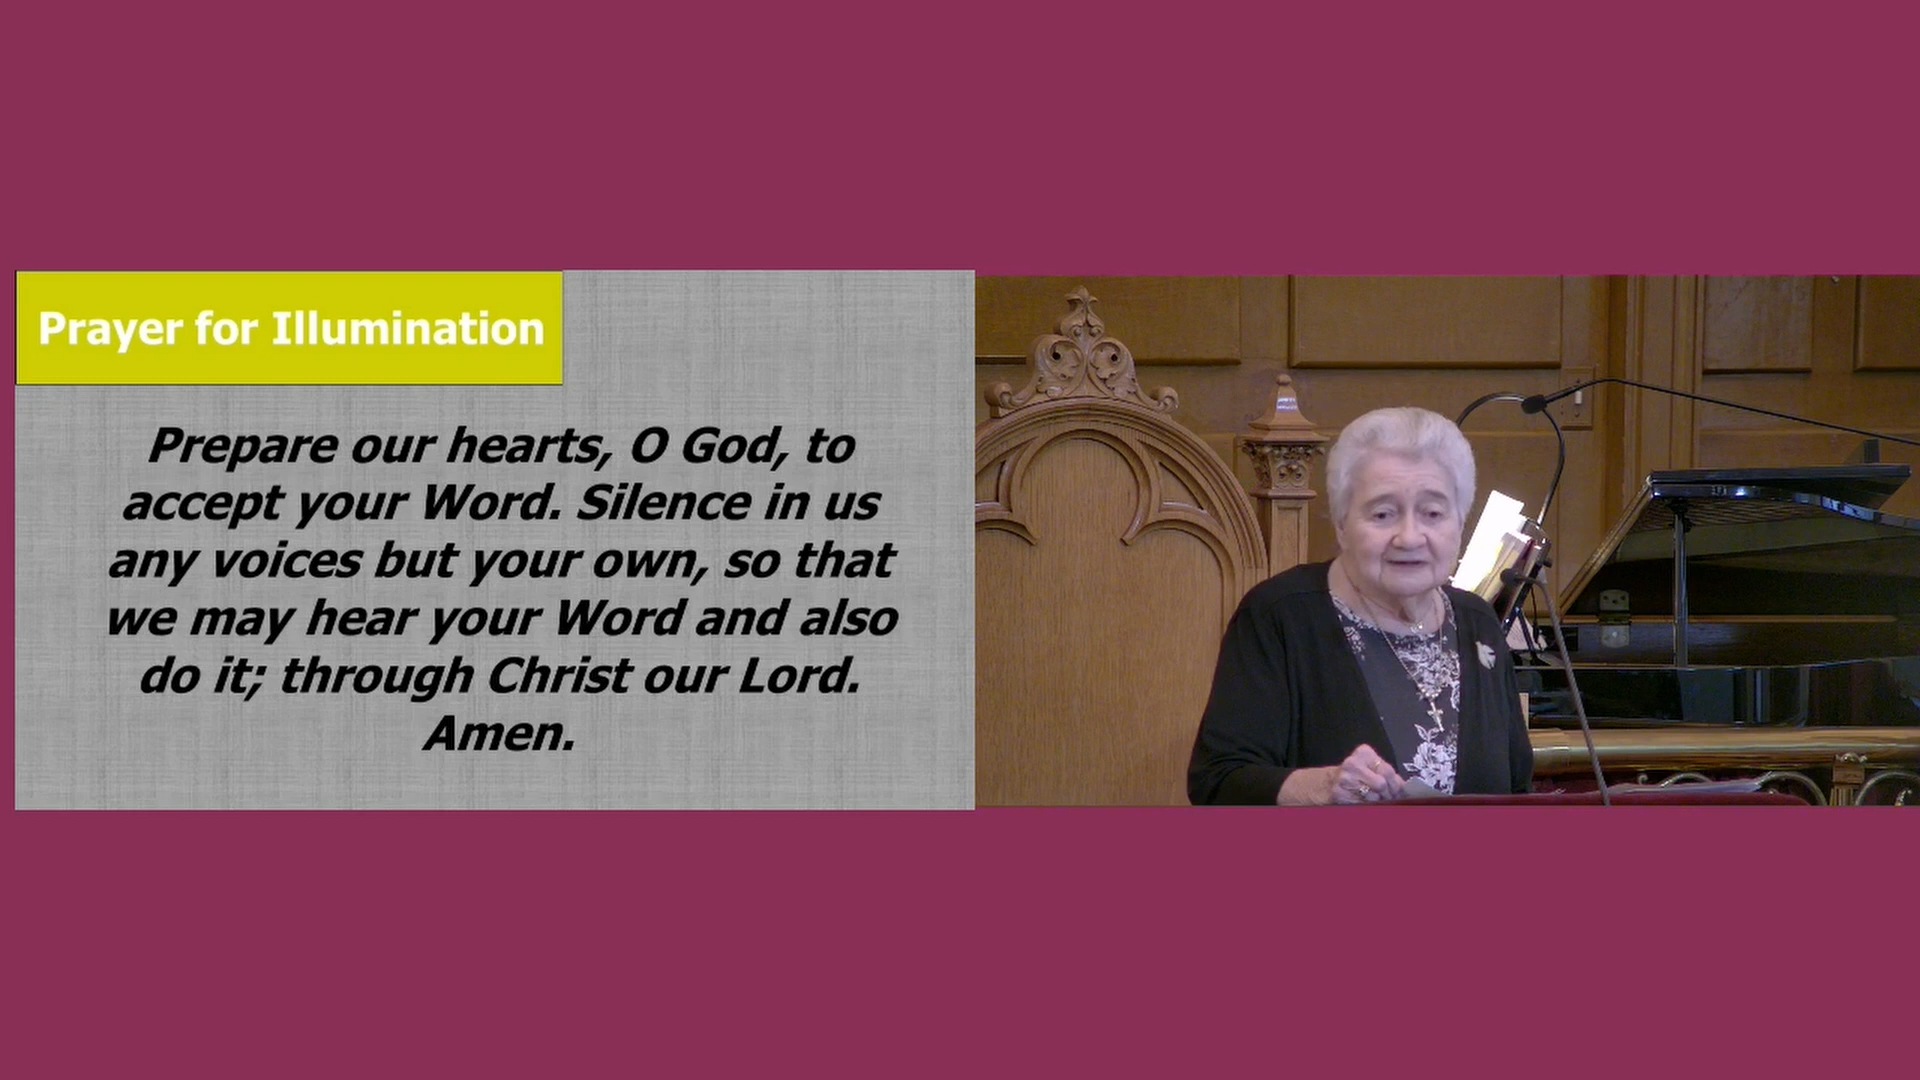 Prayer for Illumination
Prepare our hearts, O God, to
accept your Word. Silence in us
any voices but your own, so that
we may hear your Word and also
do it; through Christ our Lord.
Amen.